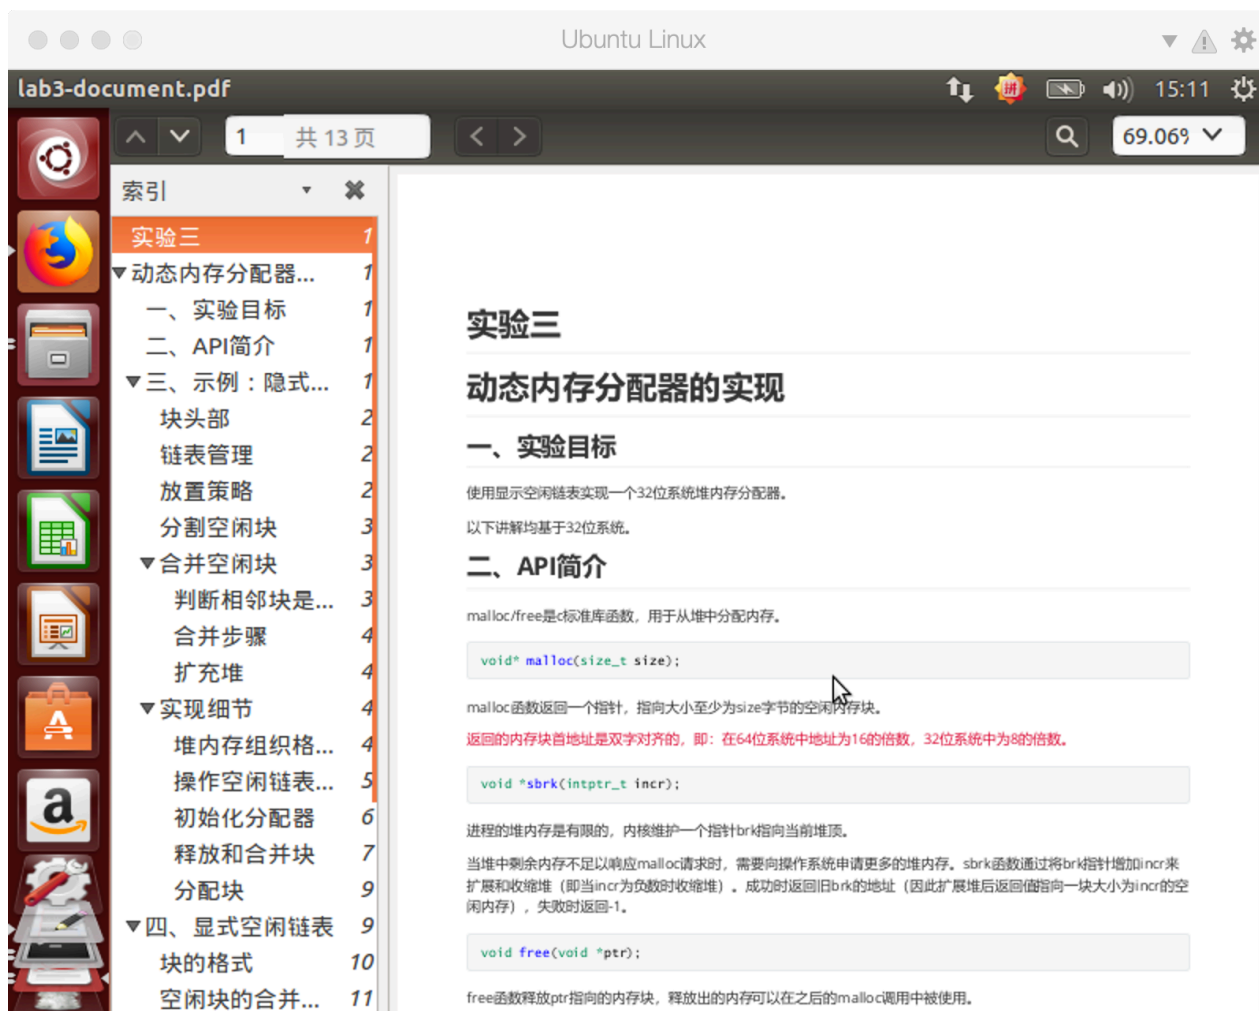 Ubuntu Linux
lab3-document.pdf
15:11
1
共 13 页
69.06%
索引
实验三 1
动态内存分配器... 1
一、实验目标 1
二、API简介 1
三、示例：隐式... 1
块头部 2
链表管理 2
放置策略 2
分割空闲块 3
合并空闲块 3
判断相邻块是... 3
合并步骤 4
扩充堆 4
实现细节 4
堆内存组织格... 4
操作空闲链表... 5
初始化分配器 6
释放和合并块 7
分配块 9
四、显式空闲链表 9
块的格式 10
空闲块的合并... 11
实验三
动态内存分配器的实现
一、实验目标
使用显示空闲链表实现一个32位系统堆内存分配器。
以下讲解均基于32位系统。
二、API简介
malloc/free是c标准库函数，用于从堆中分配内存。
void* malloc(size_t size);
malloc函数返回一个指针，指向大小至少为size字节的空闲内存块。
返回的内存块首地址是双字对齐的，即：在64位系统中地址为16的倍数，32位系统中为8的倍数。
void *sbrk(intptr_t incr);
进程的堆内存是有限的，内核维护一个指针brk指向当前堆顶。
当堆中剩余内存不足以响应malloc请求时，需要向操作系统申请更多的堆内存。sbrk函数通过将brk指针增加incr来
扩展和收缩堆（即当incr为负数时收缩堆）。成功时返回旧brk的地址（因此扩展堆后返回值指向一块大小为incr的空
闲内存），失败时返回-1。
void free(void *ptr);
free函数释放ptr指向的内存块，释放出的内存可以在之后的malloc调用中被使用。
拼
a